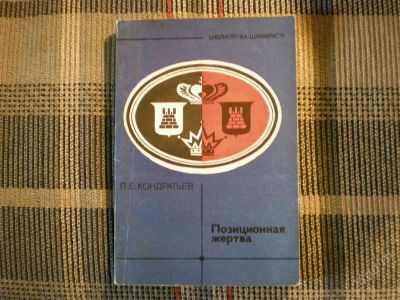 БИБЛИОТЕЧКА ШАХМАТИСТА
П.Е. КОНДРАТЬЕВ
Позиционная
жертва